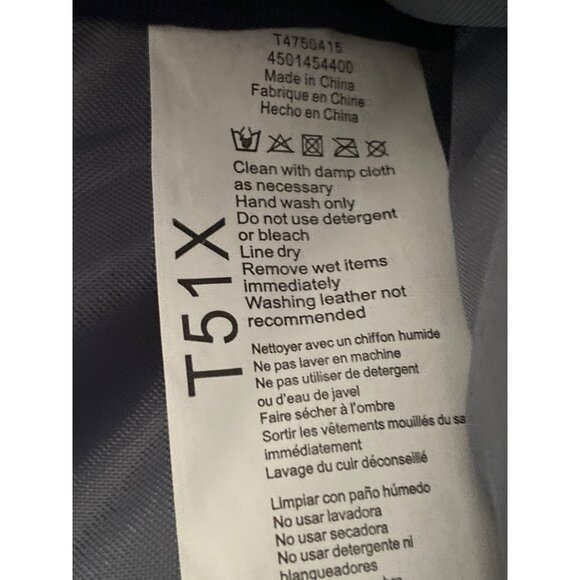 T4750415
4501454400
Made in China
Fabrique en Chine
Hecho en China
Clean with damp cloth
as necessary
Hand wash only
Do not use detergent
or bleach
Line dry
Remove wet items
immediately
Washing leather not
recommended
T51X
Nettoyer avec un chiffon humide
Ne pas laver en machine
Ne pas utiliser de detergent
ou d'eau de javel
Faire sécher à l'ombre
Sortir les vêtements mouillés du sa
immédiatement
Lavage du cuir déconseillé
Limpiar con paño húmedo
No usar lavadora
No usar secadora
No usar detergente ni
blanqueadores